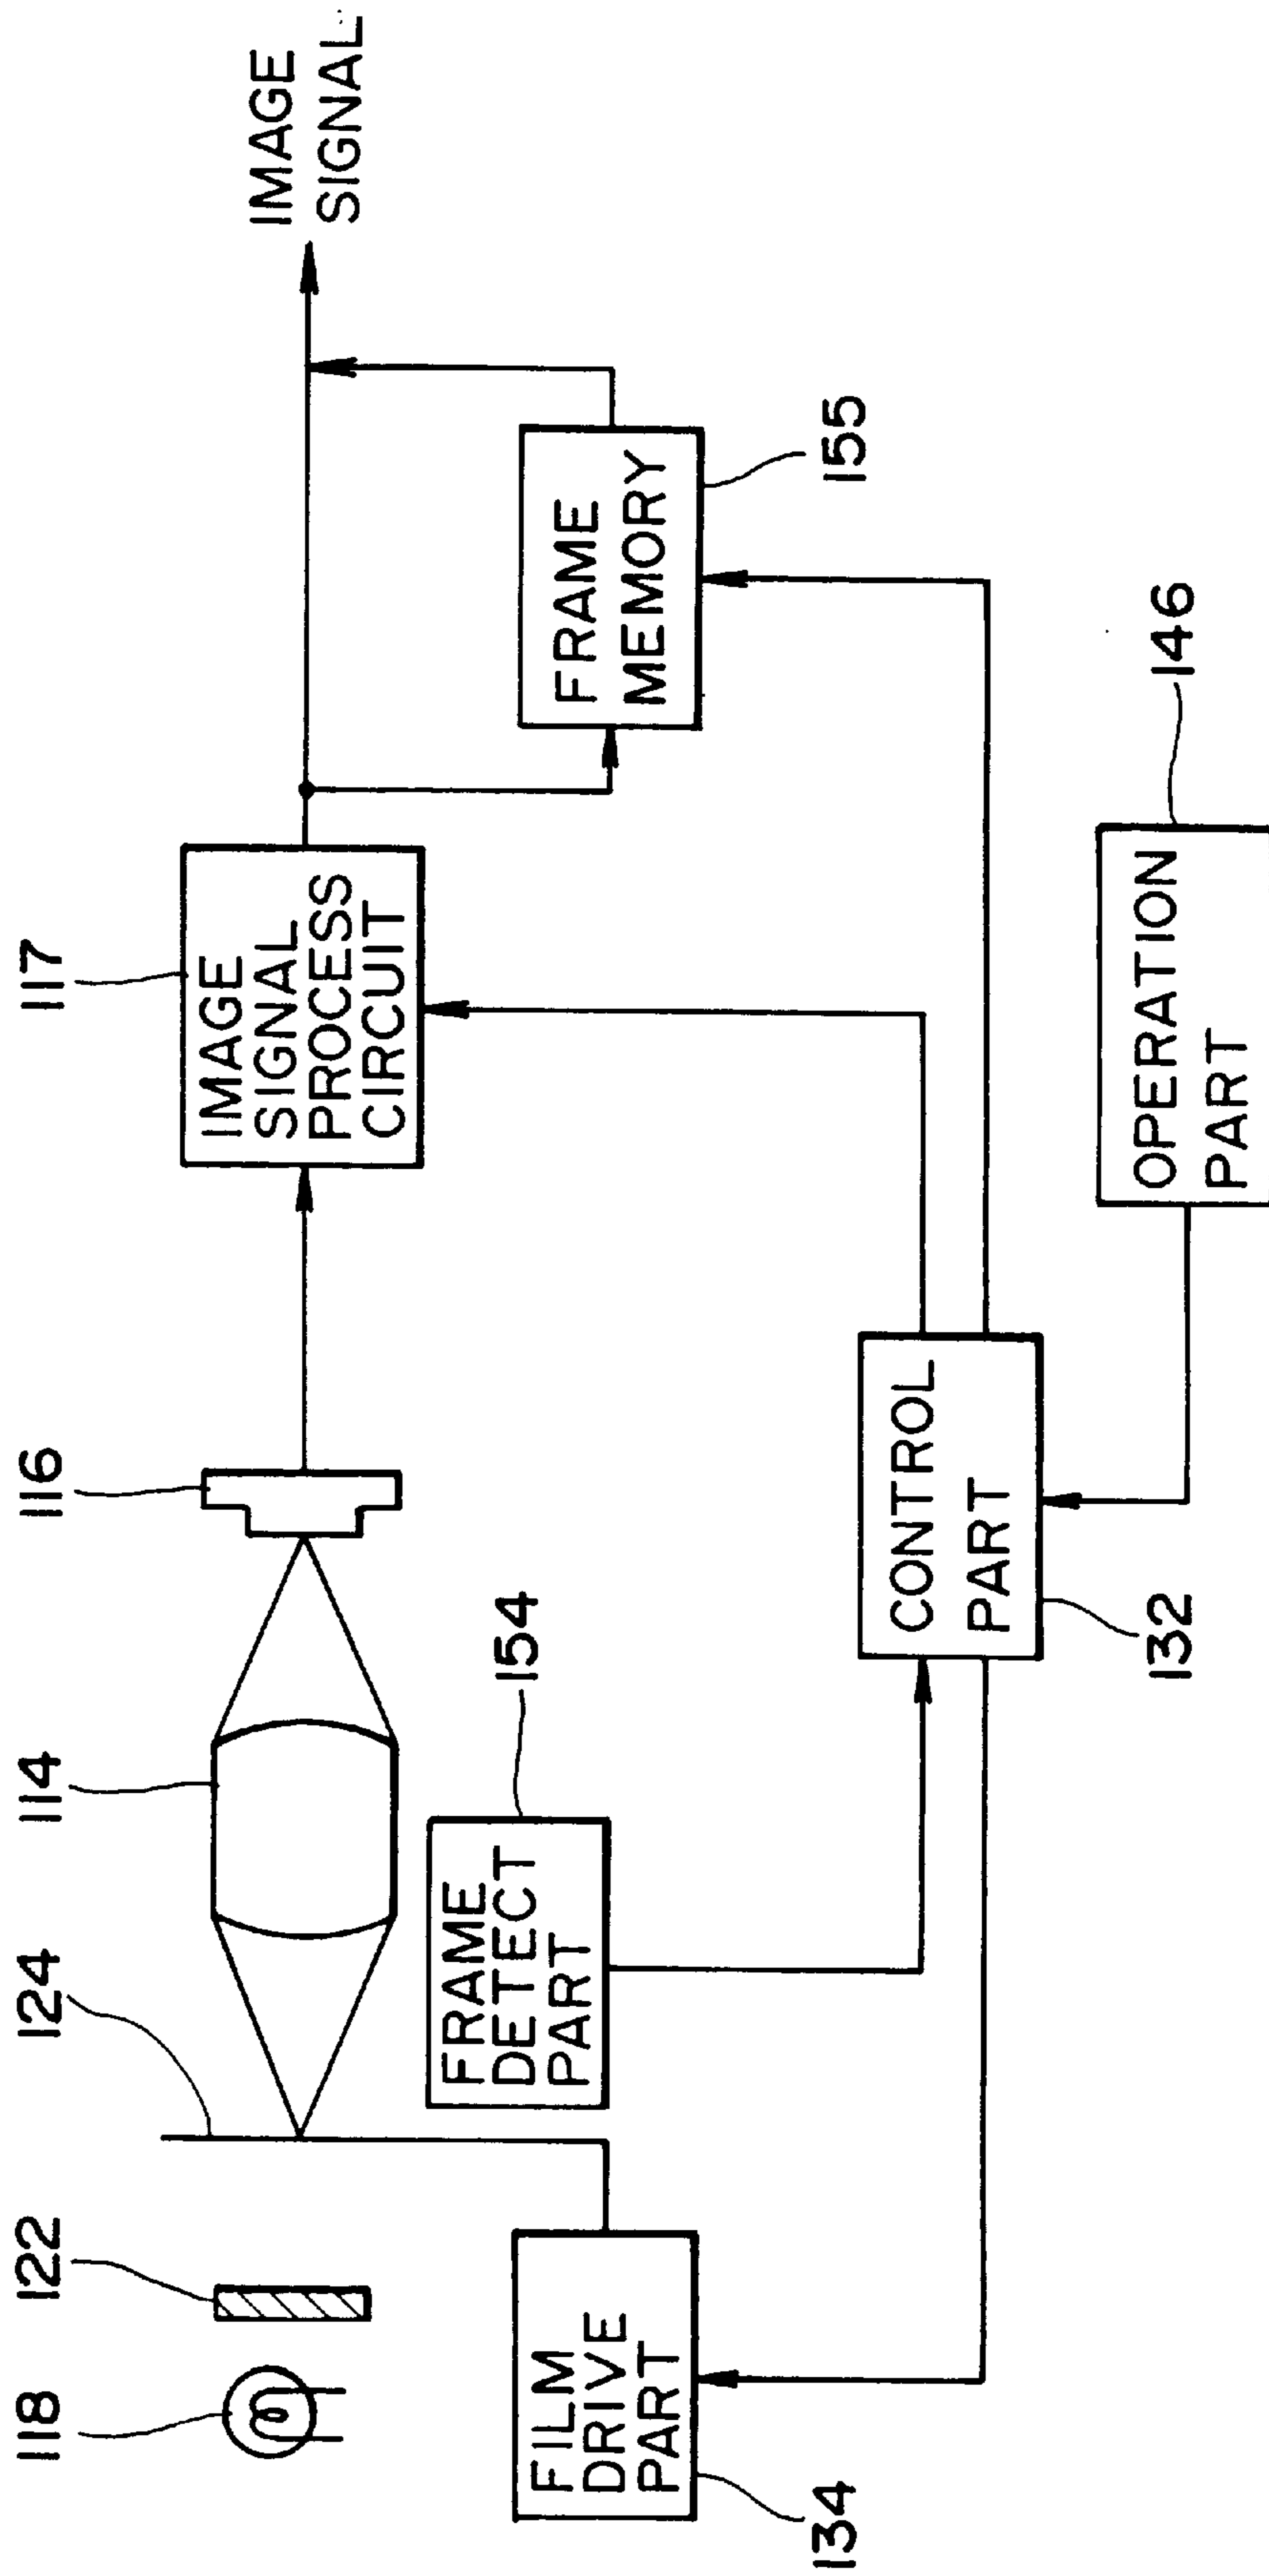 118
122
124
114
116
117
IMAGE
SIGNAL
PROCESS
CIRCUIT
IMAGE
SIGNAL
FRAME
DETECT
PART
154
FRAME
MEMORY
155
FILM
DRIVE
PART
134
CONTROL
PART
132
OPERATION
PART
146